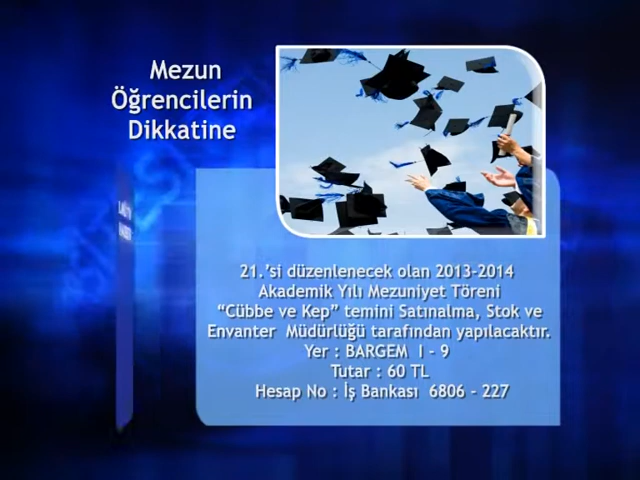 Mezun
Öğrencilerin
Dikkatine
21.'si düzenlenecek olan 2013-2014
Akademik Yılı Mezuniyet Töreni
“Cübbe ve Kep” temini Satınalma, Stok ve
Envanter Müdürlüğü tarafından yapılacaktır.
Yer : BARGEM I - 9
Tutar : 60 TL
Hesap No : İş Bankası 6806 - 227